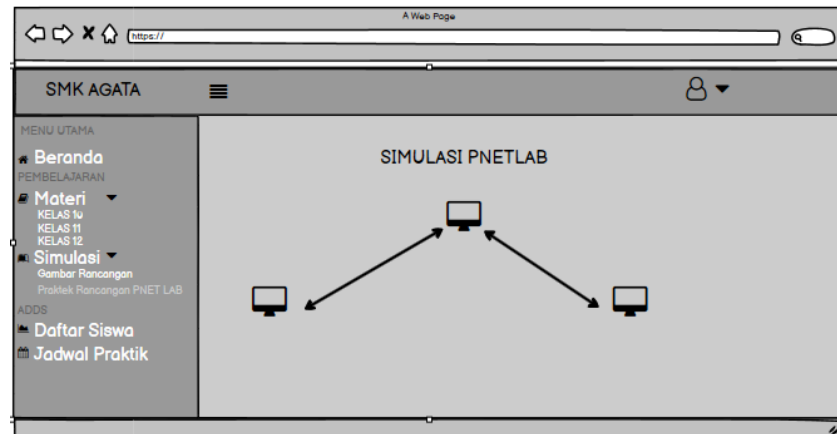 A Web Page
https://
SMK AGATA
MENU UTAMA
Beranda
PEMBELAJARAN
Materi
KELAS 10
KELAS 11
KELAS 12
Simulasi
Gambar Rancangan
Praktek Rancangan PNET LAB
ADDS
Daftar Siswa
Jadwal Praktik
SIMULASI PNETLAB